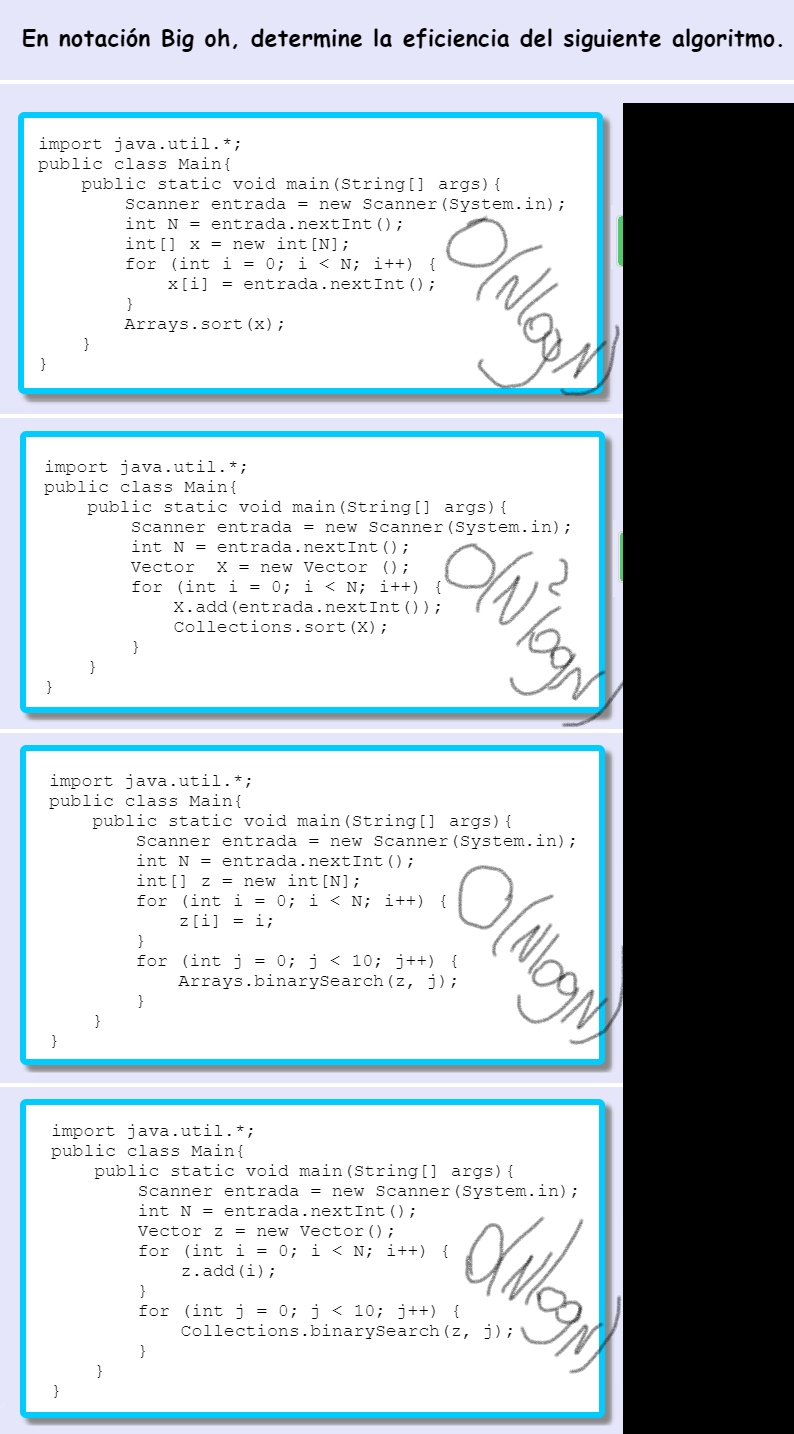 En notación Big oh, determine la eficiencia del siguiente algoritmo.
import java.util.*;
public class Main{
    public static void main(String[] args){
        Scanner entrada = new Scanner(System.in);
        int N = entrada.nextInt();
        int[] x = new int[N];
        for (int i = 0; i < N; i++) {
            x[i] = entrada.nextInt();
        }
        Arrays.sort(x);
    }
}
O(NlogN)
import java.util.*;
public class Main{
    public static void main(String[] args){
        Scanner entrada = new Scanner(System.in);
        int N = entrada.nextInt();
        Vector  X = new Vector ();
        for (int i = 0; i < N; i++) {
            X.add(entrada.nextInt());
            Collections.sort(X);
        }
    }
}
O(N²logN)
import java.util.*;
public class Main{
    public static void main(String[] args){
        Scanner entrada = new Scanner(System.in);
        int N = entrada.nextInt();
        int[] z = new int[N];
        for (int i = 0; i < N; i++) {
            z[i] = i;
        }
        for (int j = 0; j < 10; j++) {
            Arrays.binarySearch(z, j);
        }
    }
}
O(NlogN)
import java.util.*;
public class Main{
    public static void main(String[] args){
        Scanner entrada = new Scanner(System.in);
        int N = entrada.nextInt();
        Vector z = new Vector();
        for (int i = 0; i < N; i++) {
            z.add(i);
        }
        for (int j = 0; j < 10; j++) {
            Collections.binarySearch(z, j);
        }
    }
}
O(NlogN)